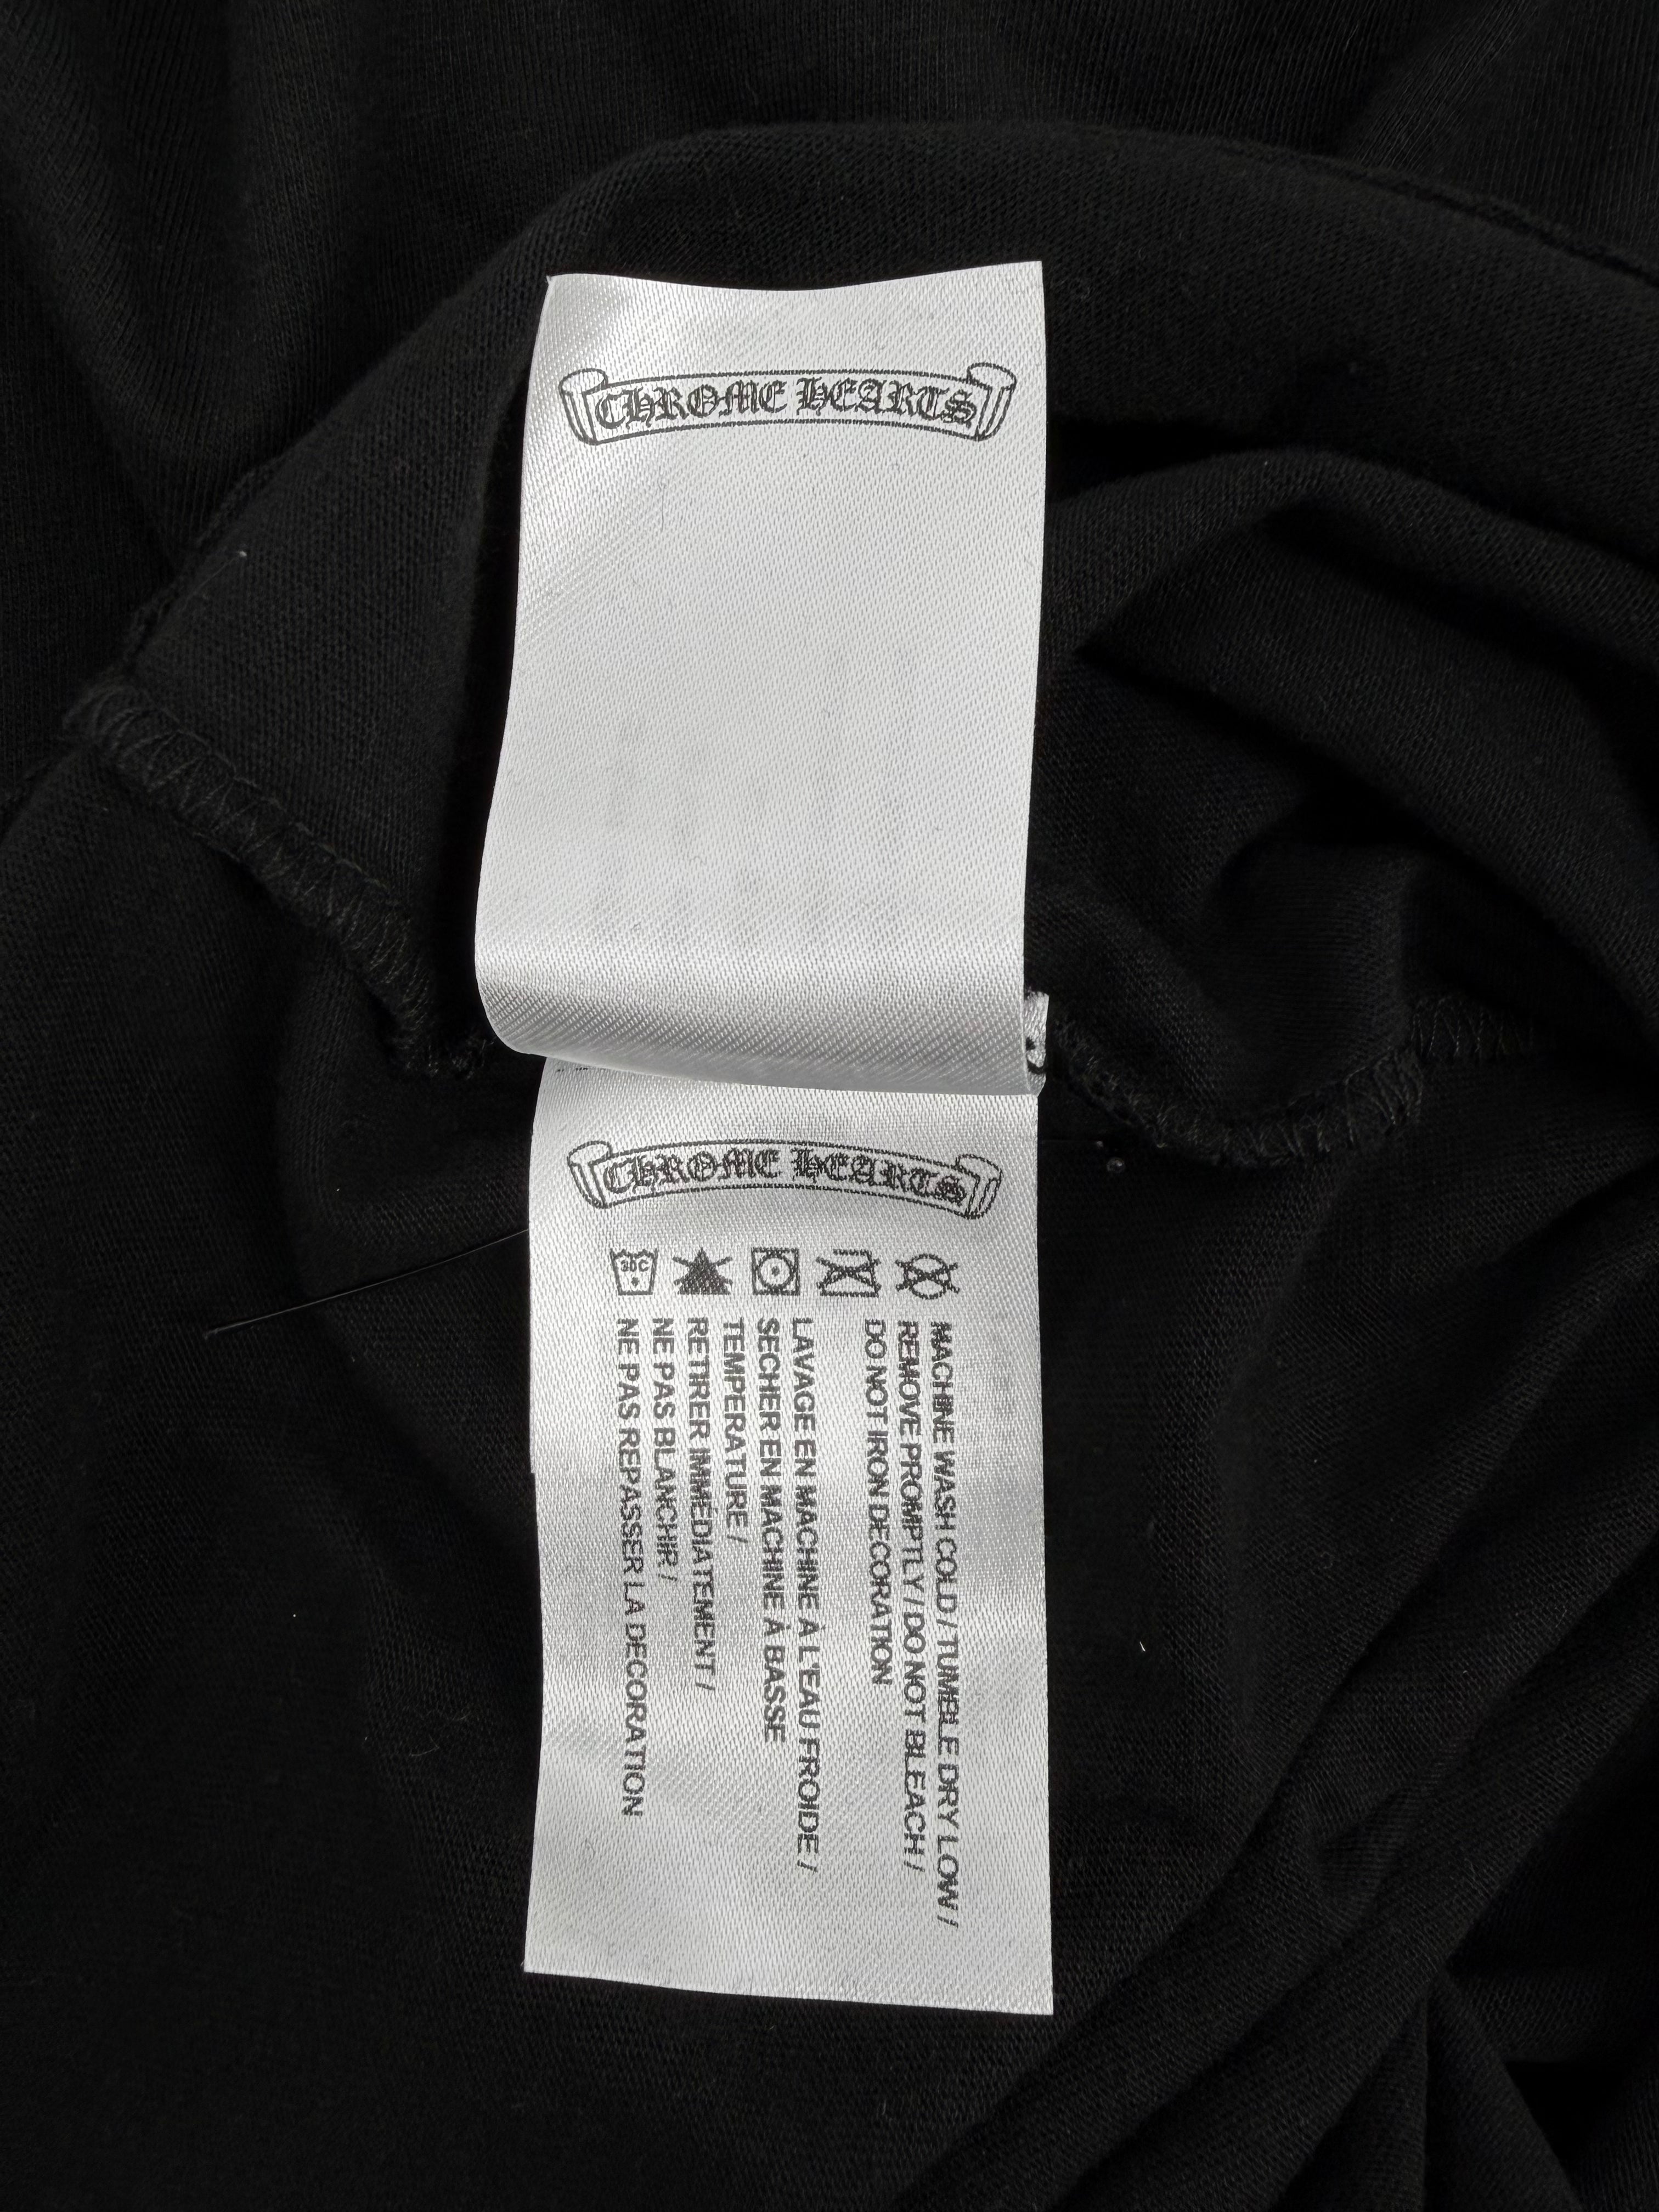 CHROME HEARTS
CHROME HEARTS
30C
MACHINE WASH COLD / TUMBLE DRY LOW /
REMOVE PROMPTLY / DO NOT BLEACH /
DO NOT IRON DECORATION
LAVAGE EN MACHINE A L'EAU FROIDE /
SECHER EN MACHINE À BASSE
TEMPERATURE /
RETIRER IMMÉDIATEMENT /
NE PAS BLANCHIR /
NE PAS REPASSER LA DECORATION